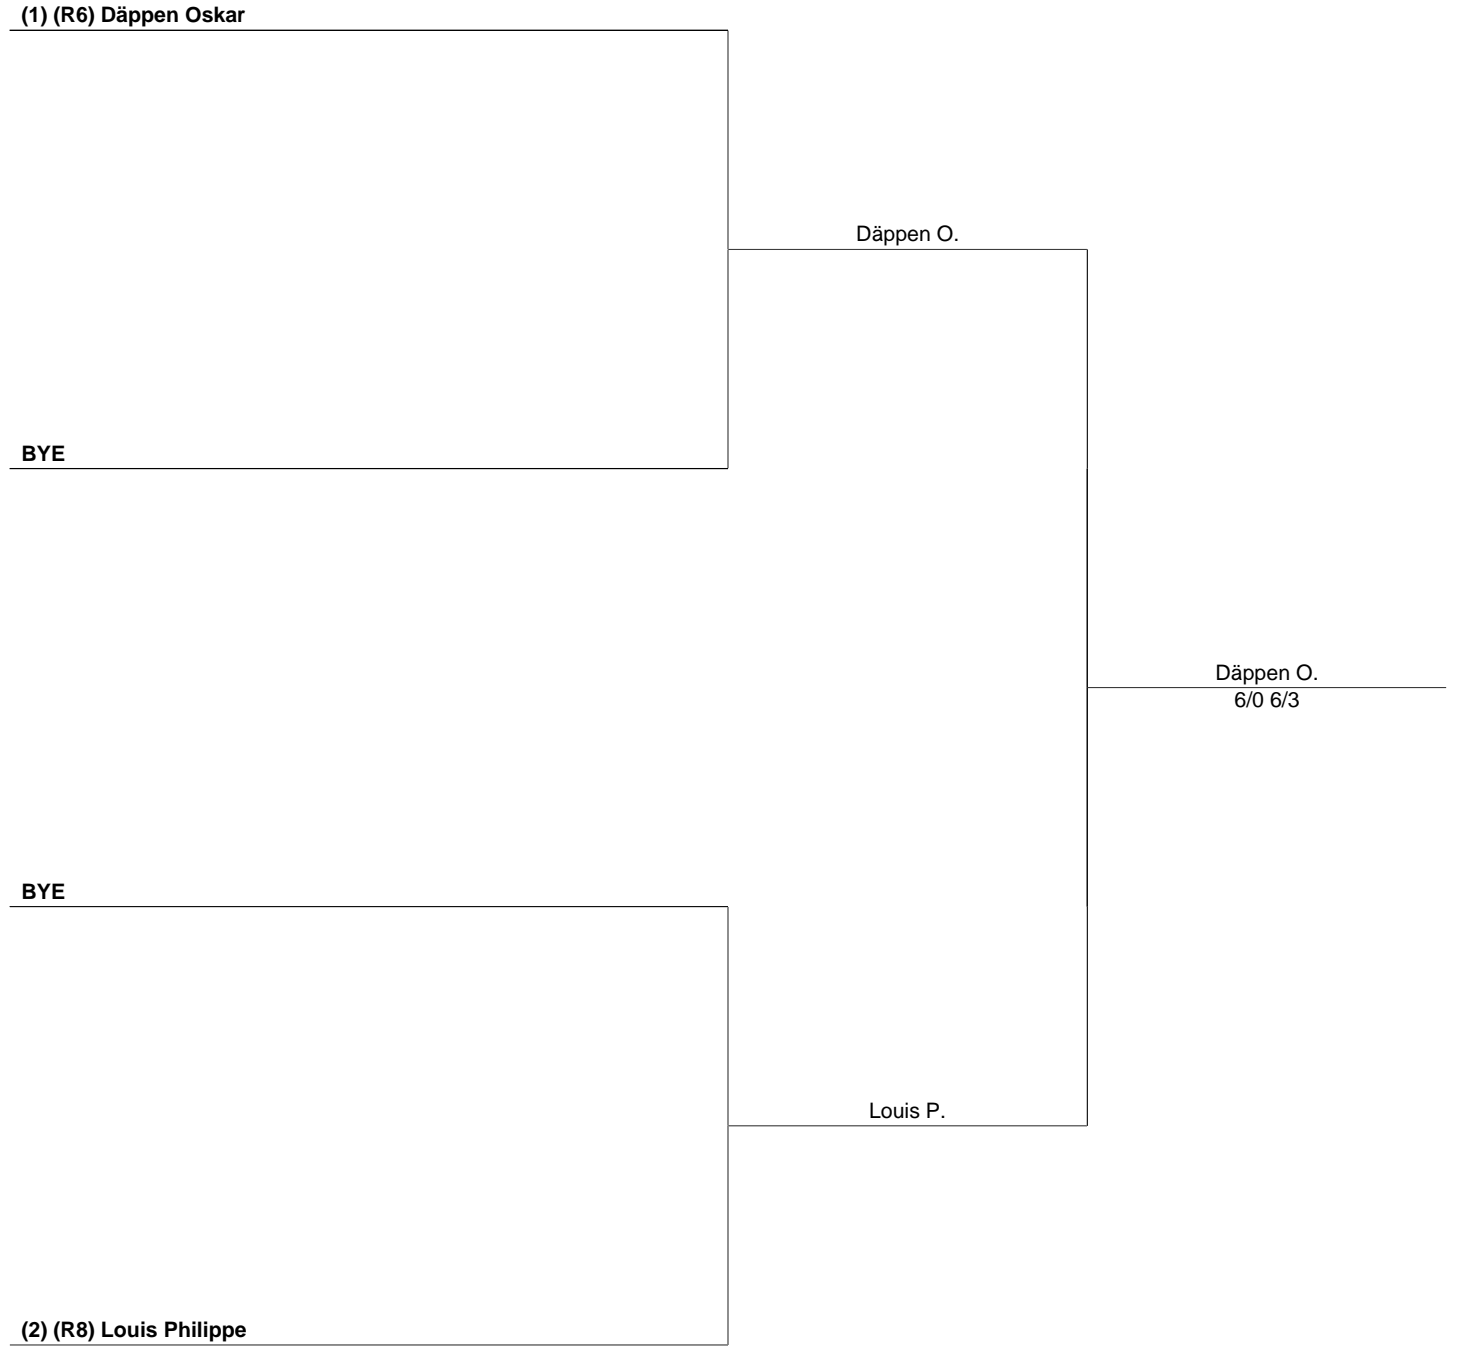 (1) (R6) Däppen Oskar
Däppen O.
BYE
Däppen O.
6/0 6/3
BYE
Louis P.
(2) (R8) Louis Philippe